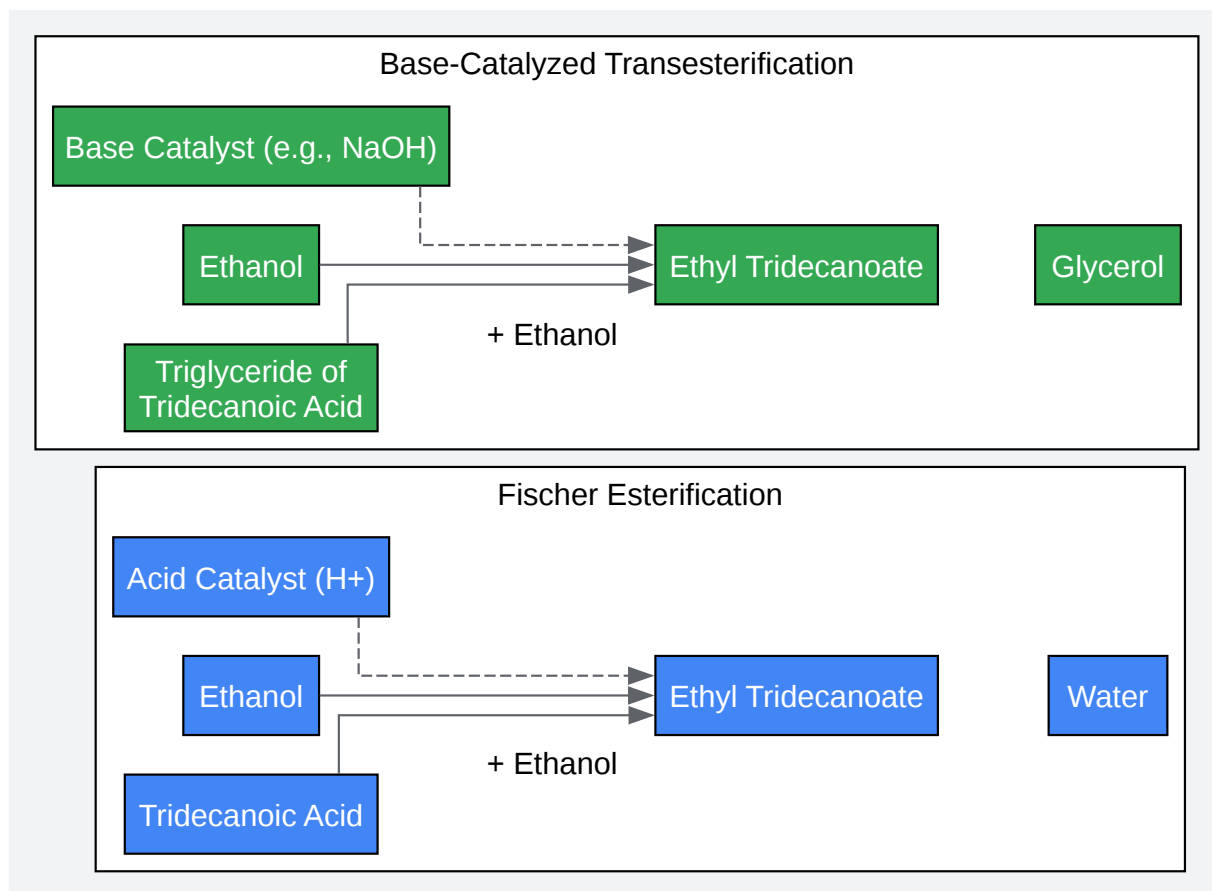 Base-Catalyzed Transesterification
Base Catalyst (e.g., NaOH)
Ethanol
Ethyl Tridecanoate
Glycerol
+ Ethanol
Triglyceride of
Tridecanoic Acid
Fischer Esterification
Acid Catalyst (H+)
Ethanol
Ethyl Tridecanoate
Water
+ Ethanol
Tridecanoic Acid